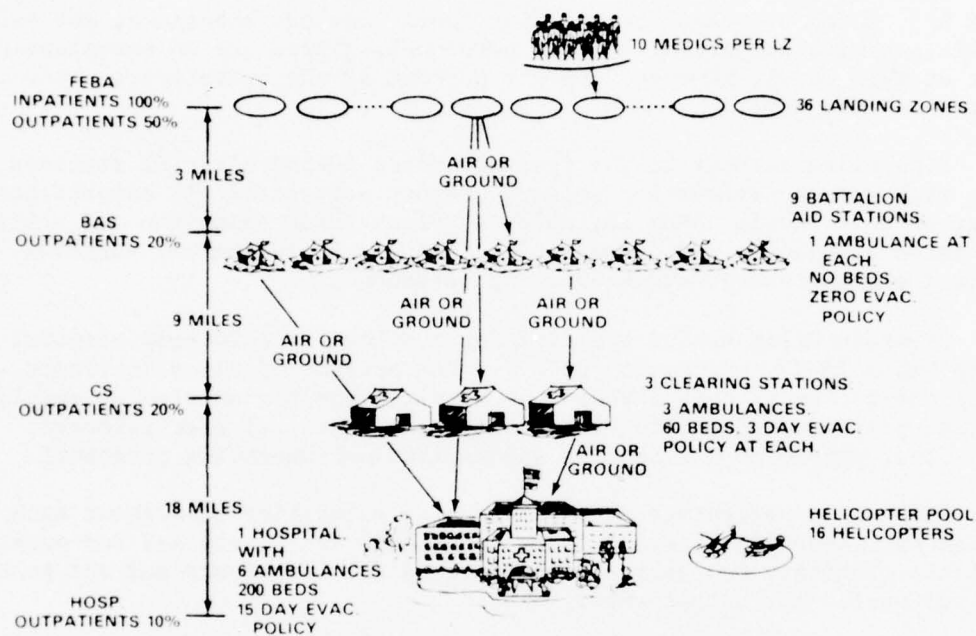 10 MEDICS PER LZ
FEBA
INPATIENTS 100%
OUTPATIENTS 50%
36 LANDING ZONES
3 MILES
AIR OR
GROUND
BAS
OUTPATIENTS 20%
9 BATTALION
AID STATIONS
1 AMBULANCE AT
EACH.
NO BEDS.
ZERO EVAC.
POLICY
9 MILES
AIR OR
GROUND
AIR OR
GROUND
CS
OUTPATIENTS 20%
3 CLEARING STATIONS
3 AMBULANCES.
60 BEDS. 3 DAY EVAC.
POLICY AT EACH.
AIR OR
GROUND
18 MILES
1 HOSPITAL.
WITH
6 AMBULANCES
200 BEDS
15 DAY EVAC.
POLICY
HELICOPTER POOL
16 HELICOPTERS
HOSP
OUTPATIENTS 10%